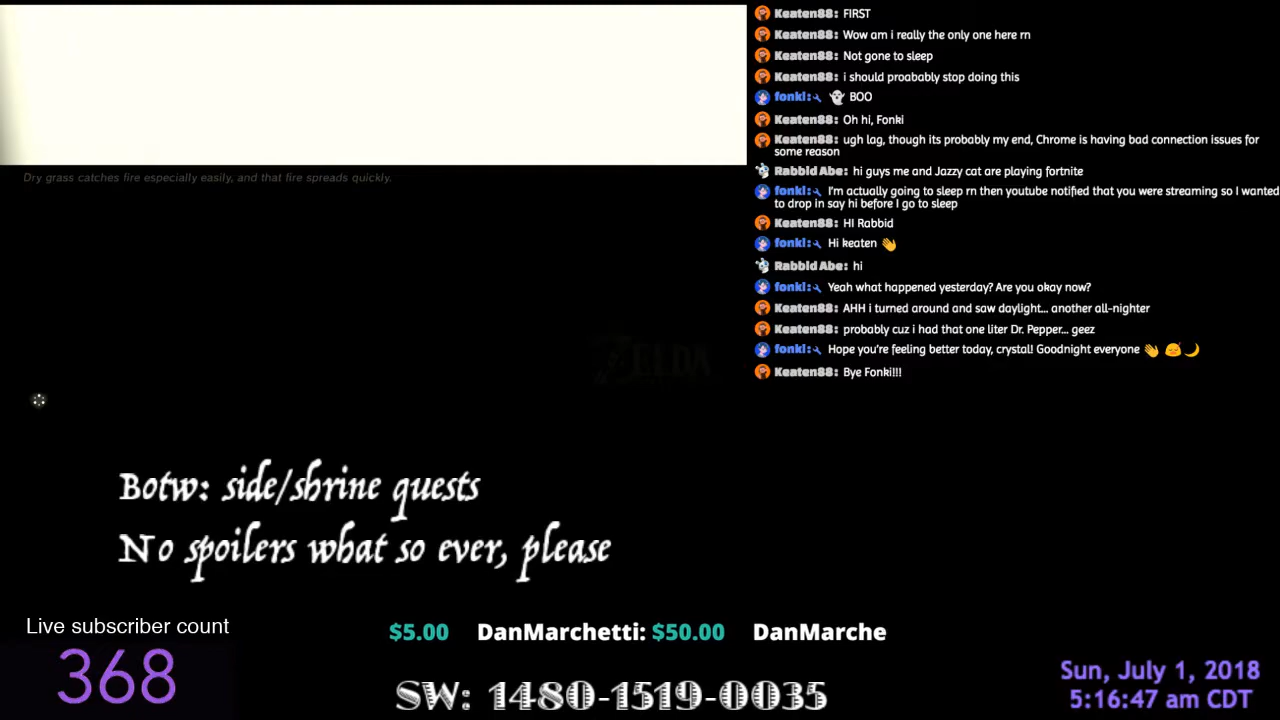 Dry grass catches fire especially easily, and that fire spreads quickly.
ZELDA
Keaten88: FIRST
Keaten88: Wow am i really the only one here rn
Keaten88: Not gone to sleep
Keaten88: i should proabably stop doing this
fonki: 👻 BOO
Keaten88: Oh hi, Fonki
Keaten88: ugh lag, though its probably my end, Chrome is having bad connection issues for
some reason
Rabbid Abe: hi guys me and Jazzy cat are playing fortnite
fonki: I'm actually going to sleep rn then youtube notified that you were streaming so I wanted
to drop in say hi before I go to sleep
Keaten88: HI Rabbid
fonki: Hi keaten 👋
Rabbid Abe: hi
fonki: Yeah what happened yesterday? Are you okay now?
Keaten88: AHH i turned around and saw daylight... another all-nighter
Keaten88: probably cuz i had that one liter Dr. Pepper... geez
fonki: Hope you're feeling better today, crystal! Goodnight everyone 👋 😴 🌙
Keaten88: Bye Fonki!!!
Botw: side/shrine quests
No spoilers what so ever, please
Live subscriber count
368
$5.00 DanMarchetti: $50.00 DanMarche
SW: 1480-1519-0035
Sun, July 1, 2018
5:16:47 am CDT